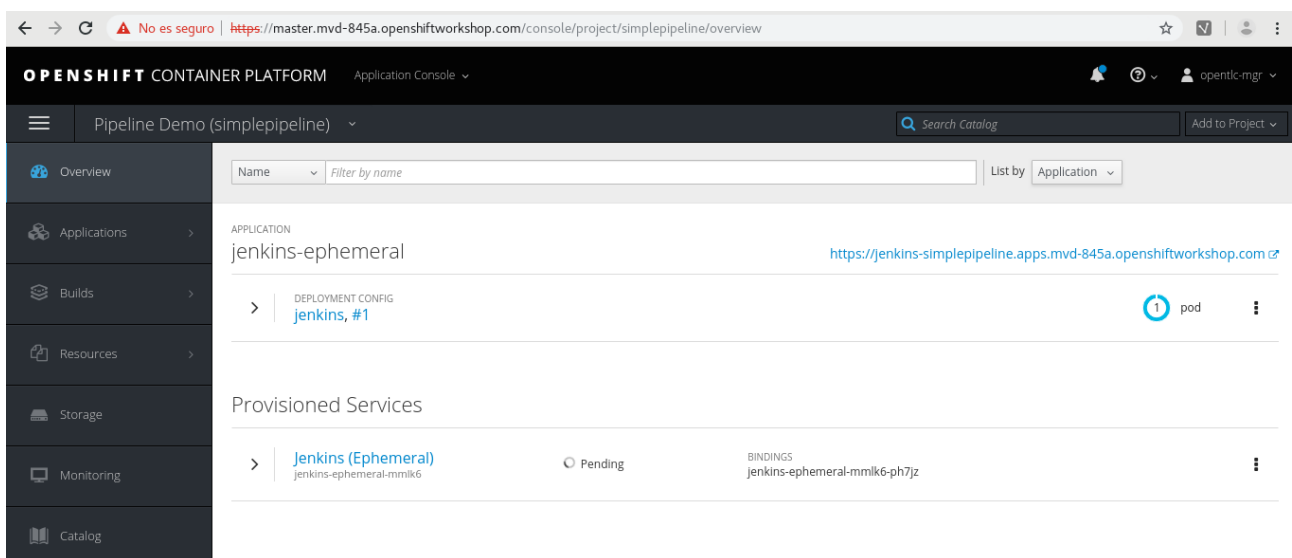 No es seguro | https://master.mvd-845a.openshiftworkshop.com/console/project/simplepipeline/overview
OPENSHIFT CONTAINER PLATFORM Application Console opentlc-mgr
Pipeline Demo (simplepipeline) Search Catalog Add to Project
Overview
Name Filter by name List by Application
Applications
APPLICATION
jenkins-ephemeral https://jenkins-simplepipeline.apps.mvd-845a.openshiftworkshop.com
Builds
DEPLOYMENT CONFIG
jenkins, #1 1 pod
Resources
Provisioned Services
Storage
Jenkins (Ephemeral) Pending BINDINGS
jenkins-ephemeral-mmlk6 jenkins-ephemeral-mmlk6-ph7jz
Monitoring
Catalog